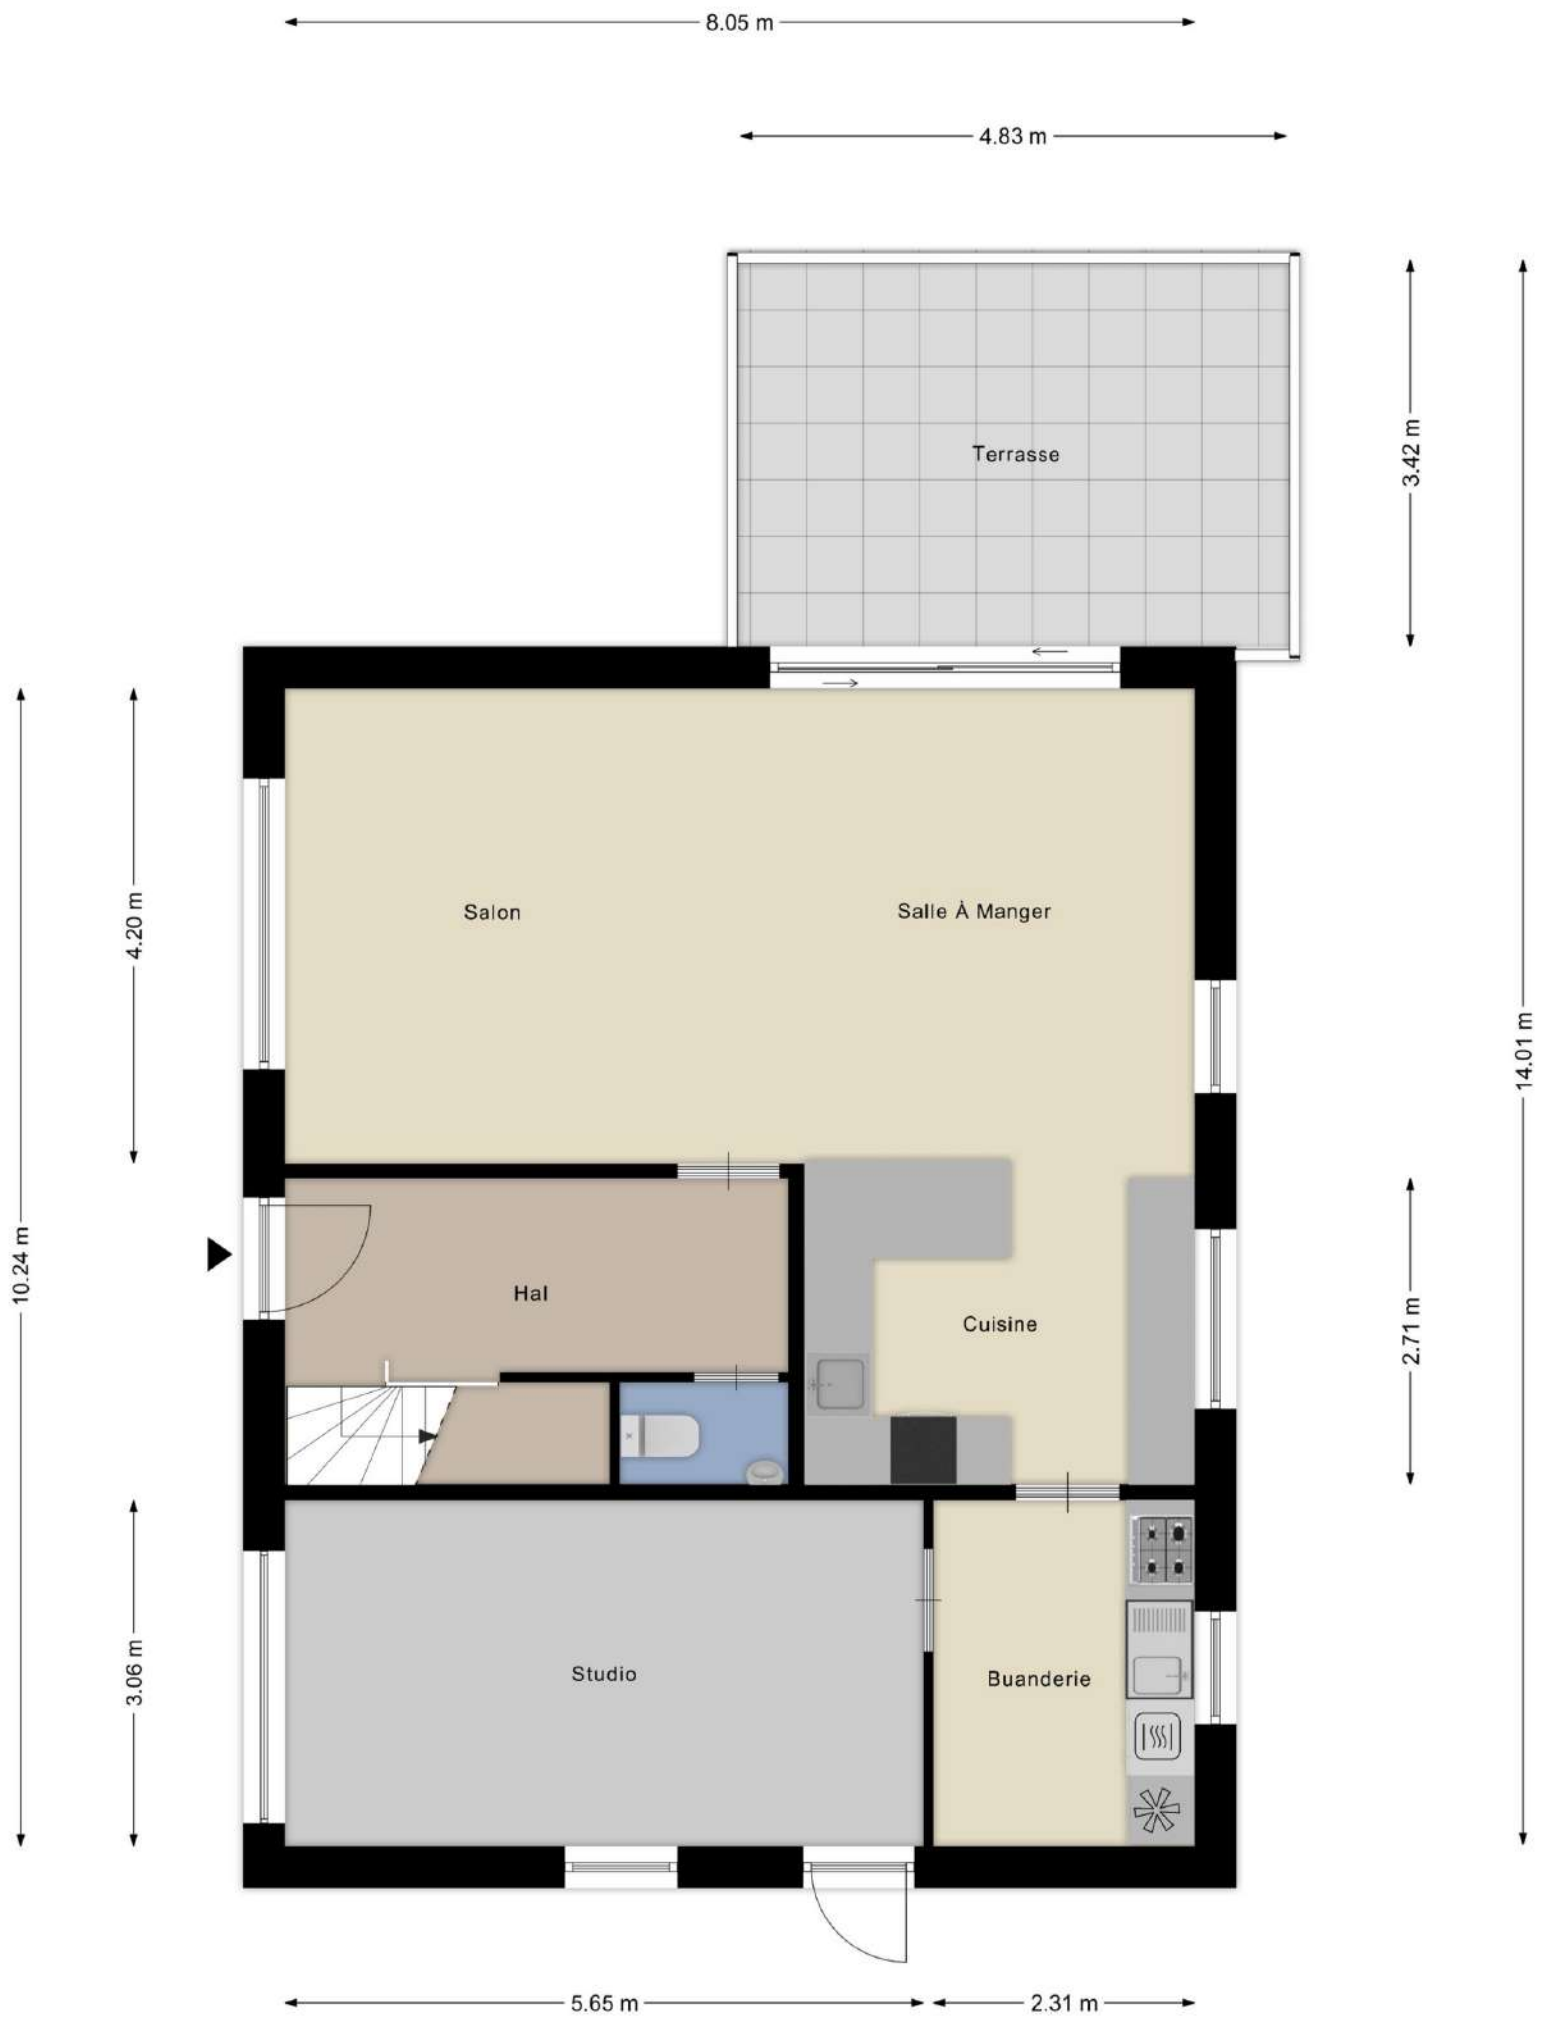 8.05 m
4.83 m
Terrasse
3.42 m
Salon
Salle À Manger
4.20 m
14.01 m
10.24 m
Hal
Cuisine
2.71 m
Studio
Buanderie
3.06 m
5.65 m
2.31 m